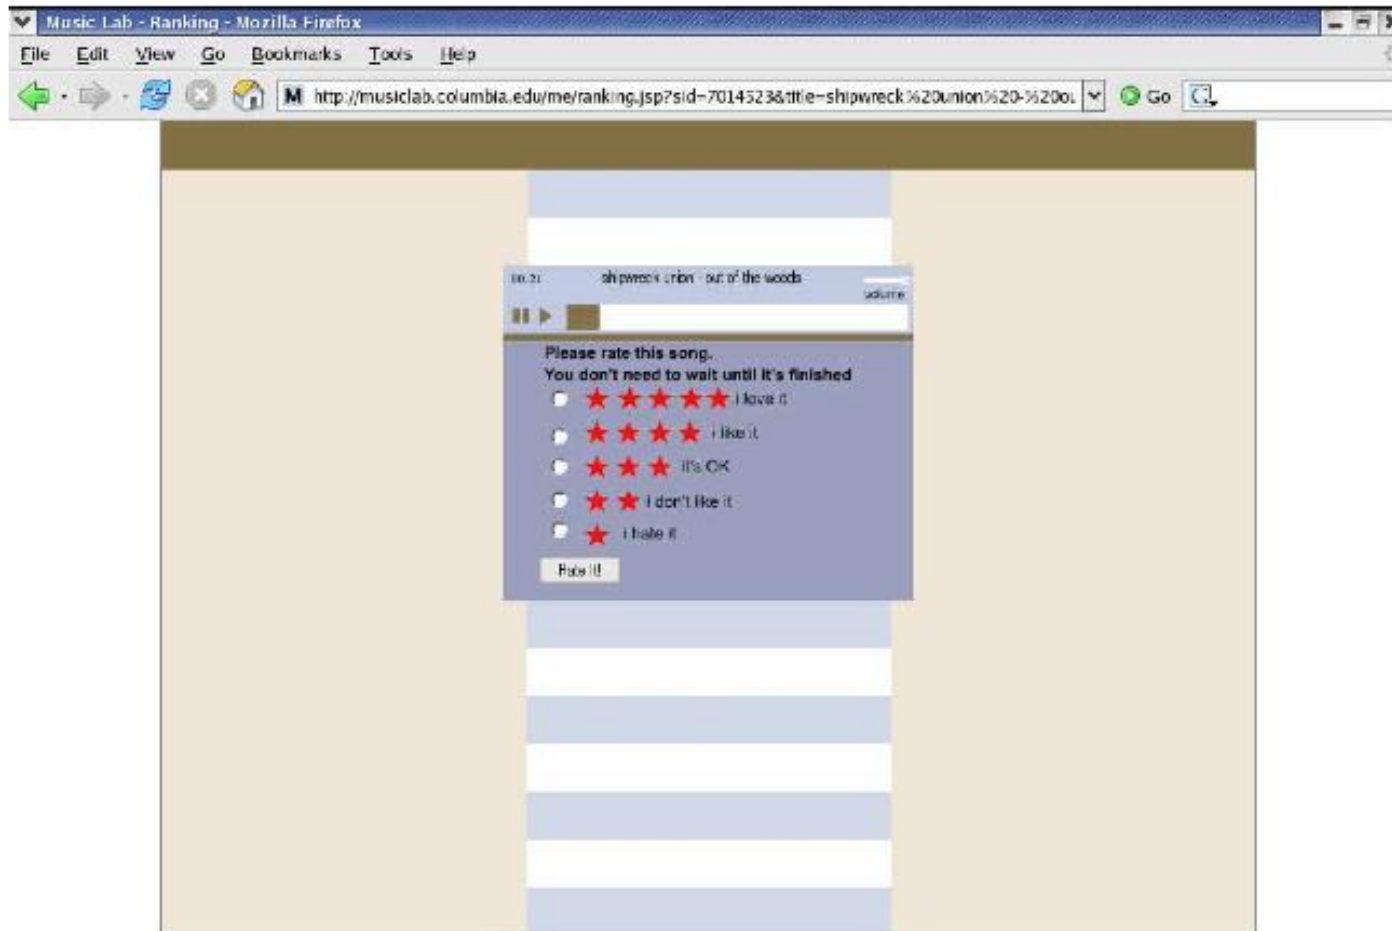 Music Lab - Ranking - Mozilla Firefox
File Edit View Go Bookmarks Tools Help
http://musiclab.columbia.edu/me/ranking.jsp?sid=7014523&title=shipwreck%20union%20-%20ou Go
00:21 shipwreck union - out of the woods
volume
Please rate this song.
You don't need to wait until it's finished
i love it
i like it
it's OK
i don't like it
i hate it
Rate it!